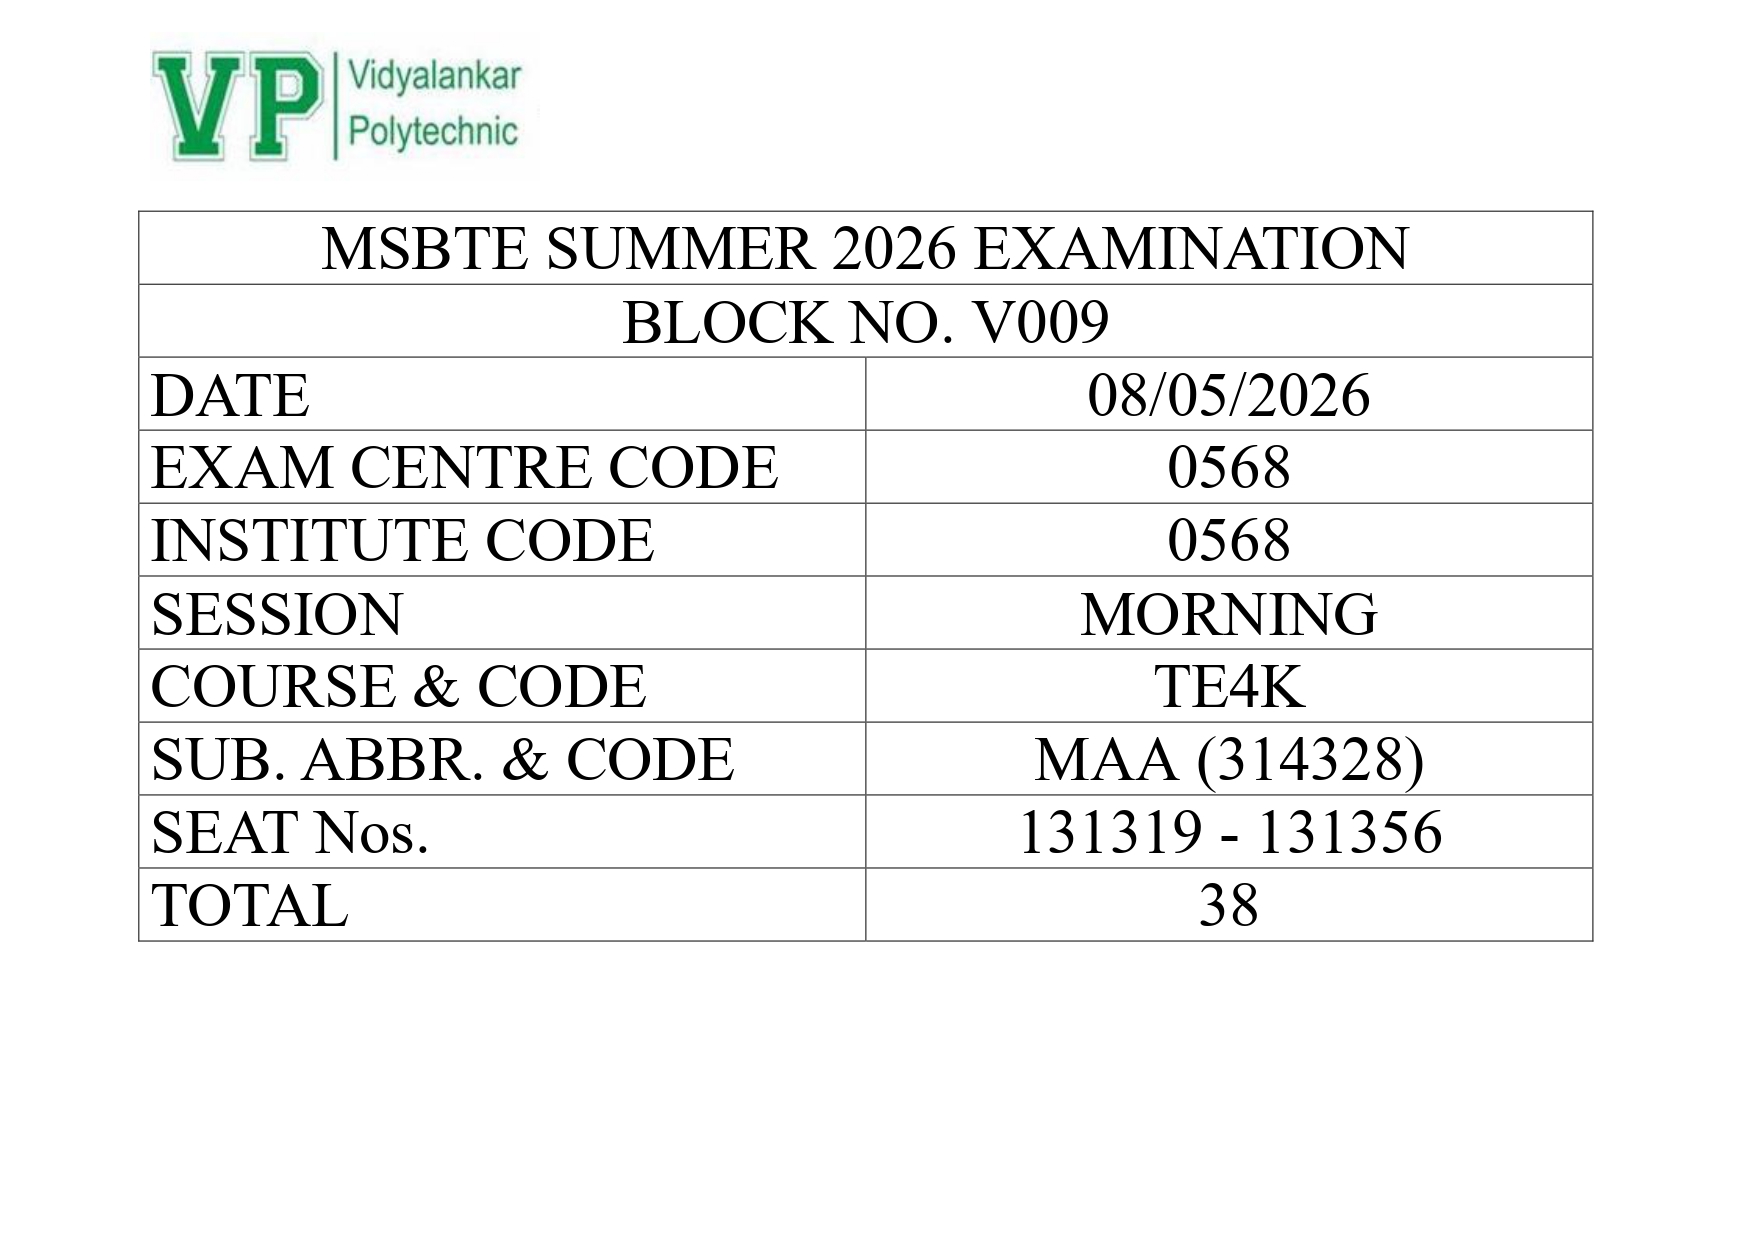 VP Vidyalankar
Polytechnic
MSBTE SUMMER 2026 EXAMINATION
BLOCK NO. V009
DATE 08/05/2026
EXAM CENTRE CODE 0568
INSTITUTE CODE 0568
SESSION MORNING
COURSE & CODE TE4K
SUB. ABBR. & CODE MAA (314328)
SEAT Nos. 131319 - 131356
TOTAL 38